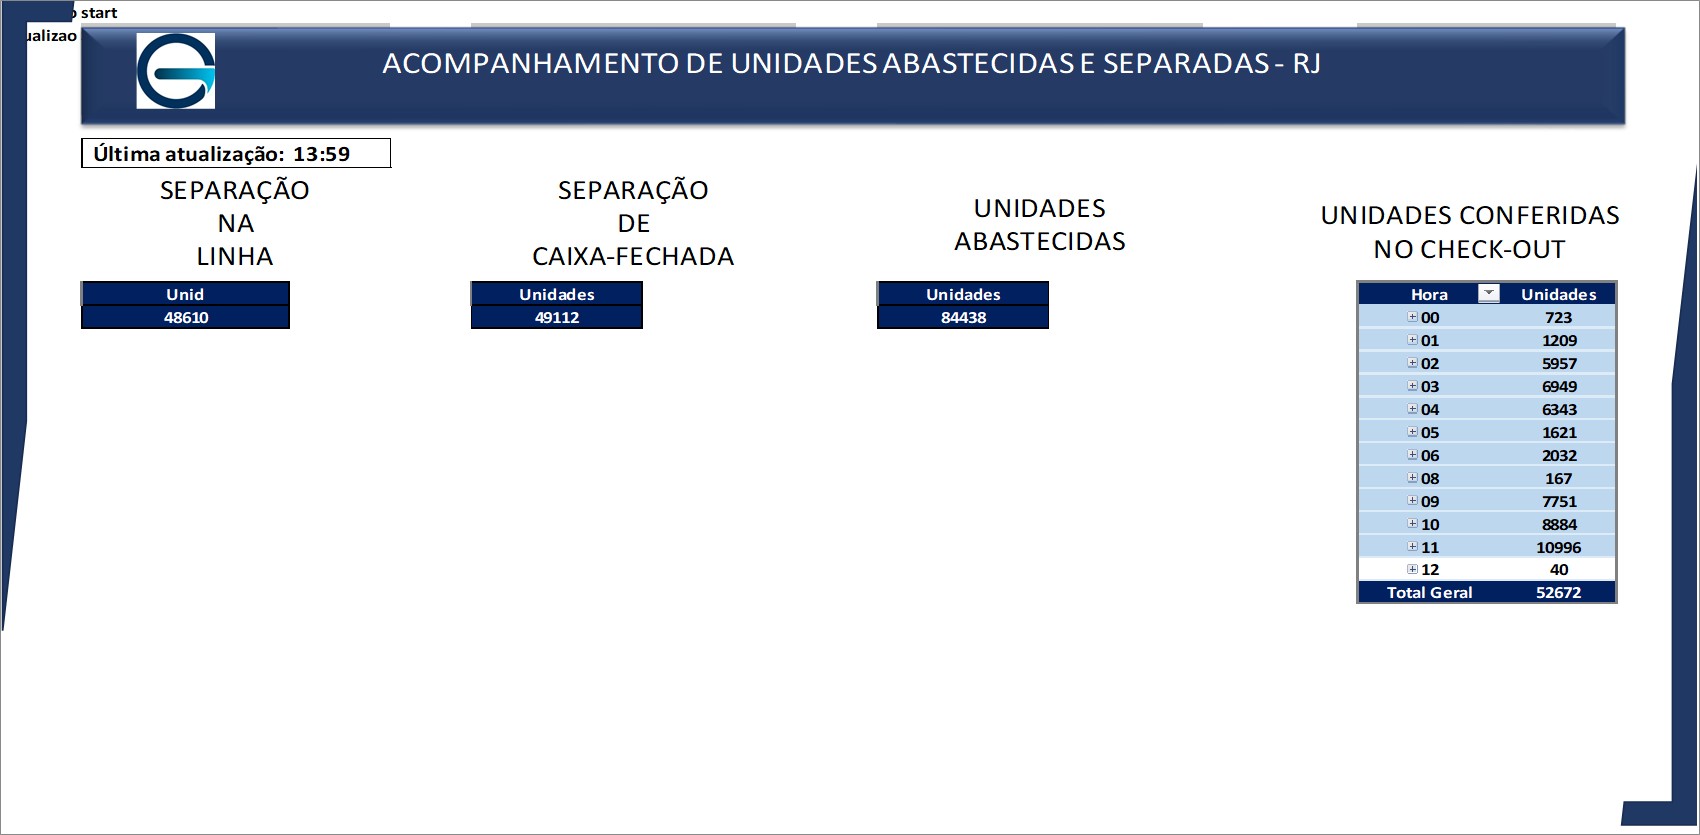 start
ualizao
ACOMPANHAMENTO DE UNIDADES ABASTECIDAS E SEPARADAS - RJ
Última atualização: 13:59
SEPARAÇÃO
NA
LINHA
Unid
48610
SEPARAÇÃO
DE
CAIXA-FECHADA
Unidades
49112
UNIDADES
ABASTECIDAS
Unidades
84438
UNIDADES CONFERIDAS
NO CHECK-OUT
Hora Unidades
00 723
01 1209
02 5957
03 6949
04 6343
05 1621
06 2032
08 167
09 7751
10 8884
11 10996
12 40
Total Geral 52672